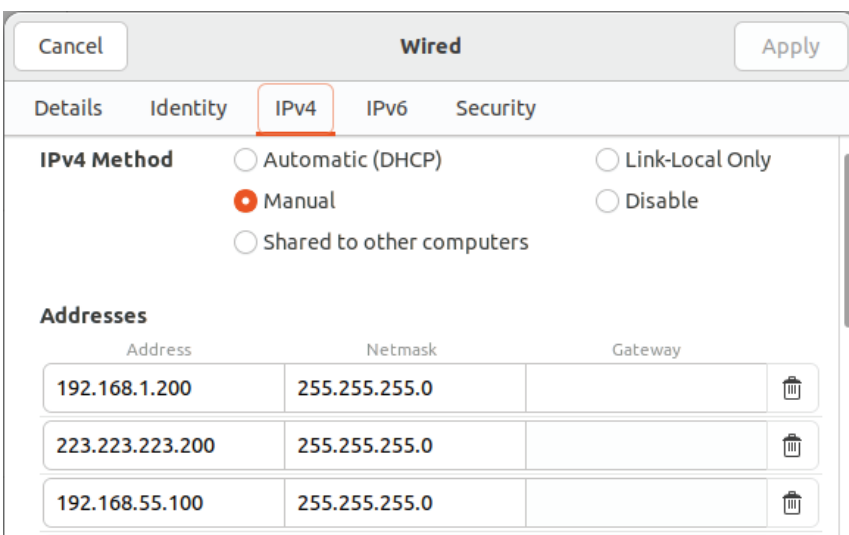 Cancel Wired Apply
Details Identity IPv4 IPv6 Security
IPv4 Method Automatic (DHCP) Link-Local Only
Manual Disable
Shared to other computers
Addresses
Address Netmask Gateway
192.168.1.200 255.255.255.0
223.223.223.200 255.255.255.0
192.168.55.100 255.255.255.0